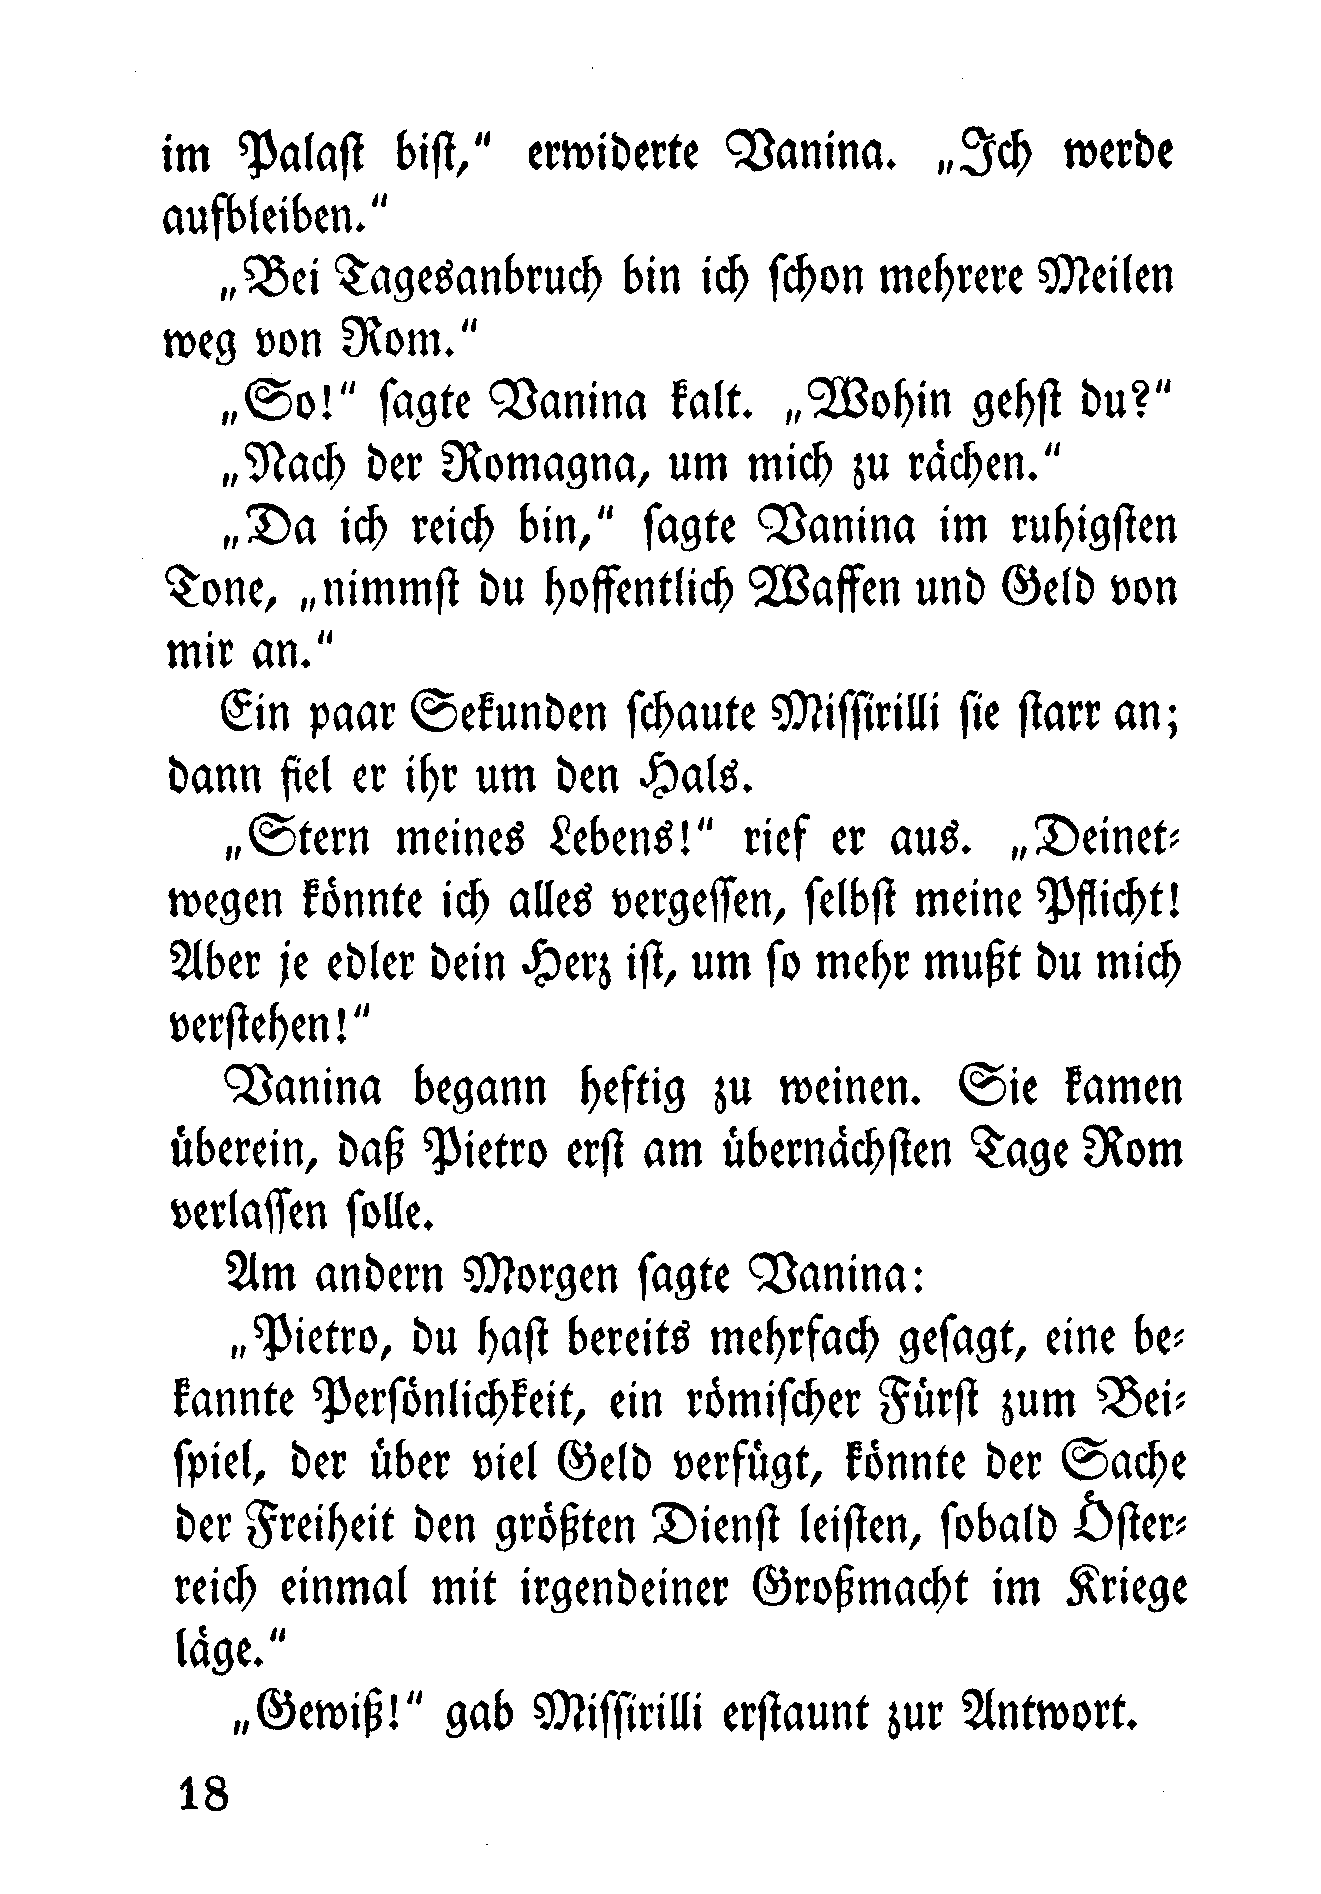 im Palast bist,“ erwiderte Vanina. „Ich werde
aufbleiben.“
„Bei Tagesanbruch bin ich schon mehrere Meilen
weg von Rom.“
„So!“ sagte Vanina kalt. „Wohin gehst du?“
„Nach der Romagna, um mich zu rächen.“
„Da ich reich bin,“ sagte Vanina im ruhigsten
Tone, „nimmst du hoffentlich Waffen und Geld von
mir an.“
Ein paar Sekunden schaute Missirilli sie starr an;
dann fiel er ihr um den Hals.
„Stern meines Lebens!“ rief er aus. „Deinet-
wegen könnte ich alles vergessen, selbst meine Pflicht!
Aber je edler dein Herz ist, um so mehr mußt du mich
verstehen!“
Vanina begann heftig zu weinen. Sie kamen
überein, daß Pietro erst am übernächsten Tage Rom
verlassen solle.
Am andern Morgen sagte Vanina:
„Pietro, du hast bereits mehrfach gesagt, eine be-
kannte Persönlichkeit, ein römischer Fürst zum Bei-
spiel, der über viel Geld verfügt, könnte der Sache
der Freiheit den größten Dienst leisten, sobald Öster-
reich einmal mit irgendeiner Großmacht im Kriege
läge.“
„Gewiß!“ gab Missirilli erstaunt zur Antwort.
18